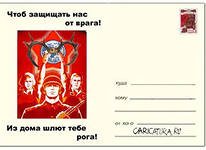 Чтоб защищать нас
от врага!
Из дома шлют тебе
рога!
куда
кому
от кого
CARICATURA.RU